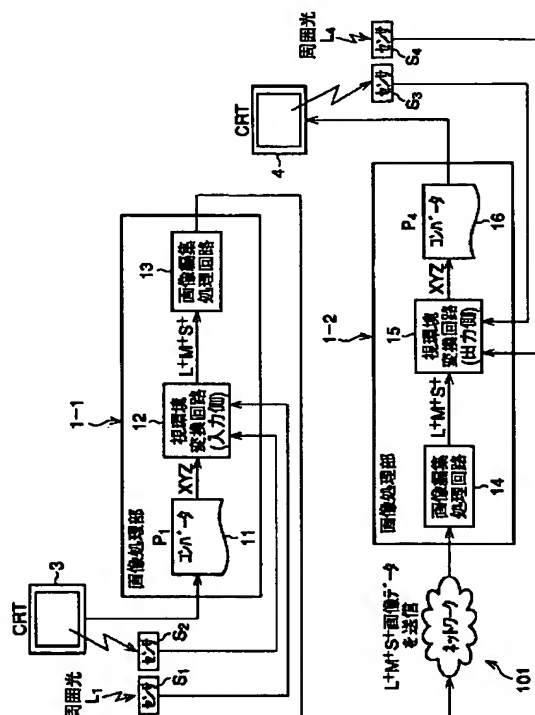 CRT
3
周囲光
L1
センサ
S1
センサ
S2
1-1
画像処理部
P1
コンバータ
11
XYZ
12
視環境
変換回路
(入力側)
L+M+S+
13
画像編集
処理回路
CRT
4
周囲光
L4
センサ
S4
センサ
S3
1-2
画像処理部
14
画像編集
処理回路
L+M+S+
15
視環境
変換回路
(出力側)
XYZ
P4
コンバータ
16
L+M+S+画像データ
を送信
ネットワーク
101